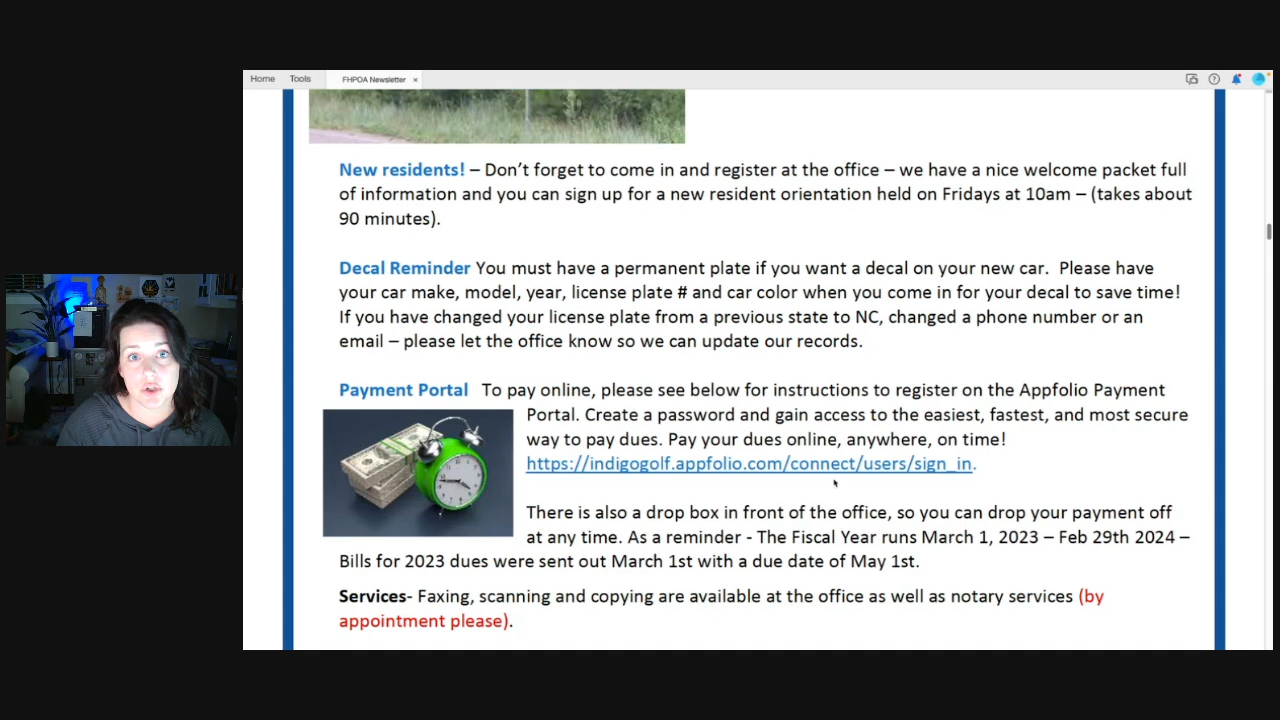 Home Tools FHPOA Newsletter ×
New residents! – Don’t forget to come in and register at the office – we have a nice welcome packet full
of information and you can sign up for a new resident orientation held on Fridays at 10am – (takes about
90 minutes).
Decal Reminder You must have a permanent plate if you want a decal on your new car. Please have
your car make, model, year, license plate # and car color when you come in for your decal to save time!
If you have changed your license plate from a previous state to NC, changed a phone number or an
email – please let the office know so we can update our records.
Payment Portal To pay online, please see below for instructions to register on the Appfolio Payment
Portal. Create a password and gain access to the easiest, fastest, and most secure
way to pay dues. Pay your dues online, anywhere, on time!
https://indigogolf.appfolio.com/connect/users/sign_in.
There is also a drop box in front of the office, so you can drop your payment off
at any time. As a reminder - The Fiscal Year runs March 1, 2023 – Feb 29th 2024 –
Bills for 2023 dues were sent out March 1st with a due date of May 1st.
Services- Faxing, scanning and copying are available at the office as well as notary services (by
appointment please).